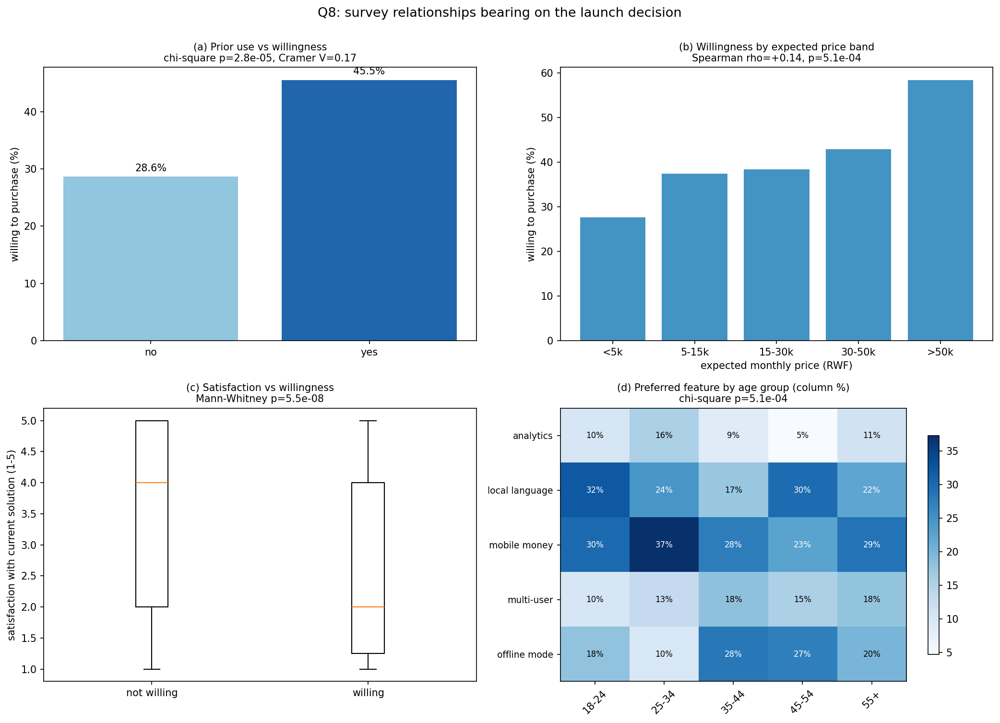 Q8: survey relationships bearing on the launch decision
(a) Prior use vs willingness
chi-square p=2.8e-05, Cramer V=0.17
willing to purchase (%)
40
30
20
10
0
28.6%
45.5%
no
yes
(b) Willingness by expected price band
Spearman rho=+0.14, p=5.1e-04
willing to purchase (%)
60
50
40
30
20
10
0
<5k
5-15k
15-30k
30-50k
>50k
expected monthly price (RWF)
(c) Satisfaction vs willingness
Mann-Whitney p=5.5e-08
satisfaction with current solution (1-5)
5.0
4.5
4.0
3.5
3.0
2.5
2.0
1.5
1.0
not willing
willing
(d) Preferred feature by age group (column %)
chi-square p=5.1e-04
analytics 10% 16% 9% 5% 11%
local language 32% 24% 17% 30% 22%
mobile money 30% 37% 28% 23% 29%
multi-user 10% 13% 18% 15% 18%
offline mode 18% 10% 28% 27% 20%
18-24
25-34
35-44
45-54
55+
35
30
25
20
15
10
5